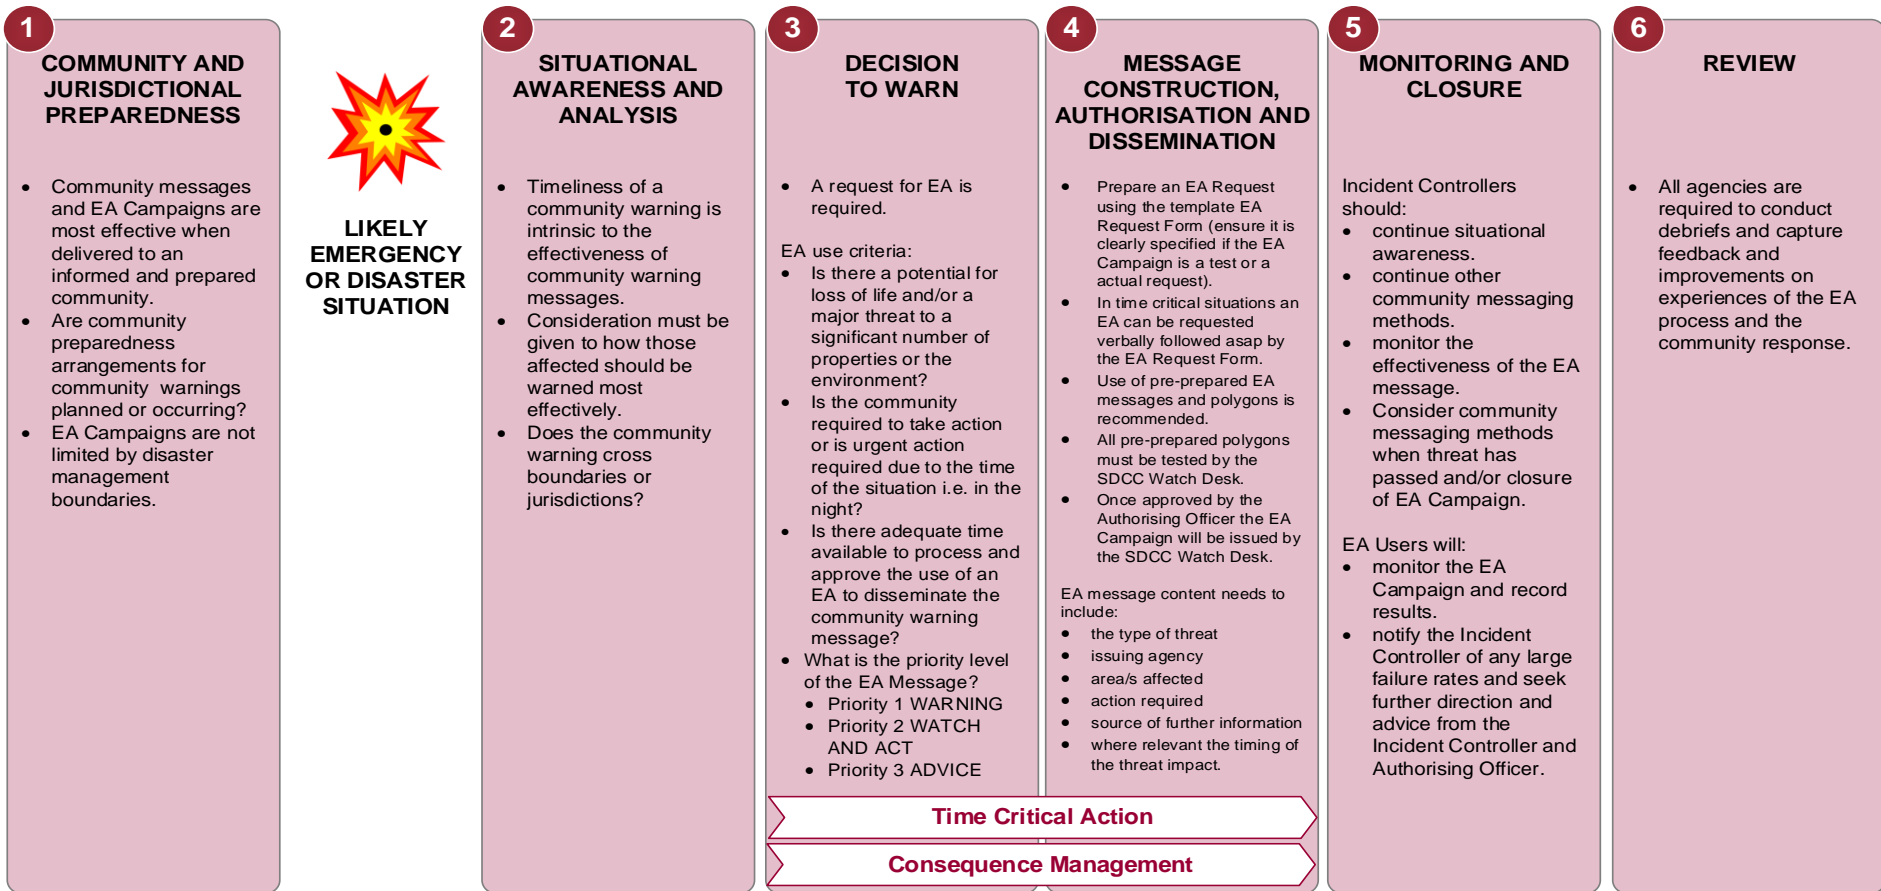 1
COMMUNITY AND
JURISDICTIONAL
PREPAREDNESS
• Community messages
and EA Campaigns are
most effective when
delivered to an
informed and prepared
community.
• Are community
preparedness
arrangements for
community warnings
planned or occurring?
• EA Campaigns are not
limited by disaster
management
boundaries.
LIKELY
EMERGENCY
OR DISASTER
SITUATION
2
SITUATIONAL
AWARENESS AND
ANALYSIS
• Timeliness of a
community warning is
intrinsic to the
effectiveness of
community warning
messages.
• Consideration must be
given to how those
affected should be
warned most
effectively.
• Does the community
warning cross
boundaries or
jurisdictions?
3
DECISION
TO WARN
• A request for EA is
required.
EA use criteria:
• Is there a potential for
loss of life and/or a
major threat to a
significant number of
properties or the
environment?
• Is the community
required to take action
or is urgent action
required due to the time
of the situation i.e. in the
night?
• Is there adequate time
available to process and
approve the use of an
EA to disseminate the
community warning
message?
• What is the priority level
of the EA Message?
• Priority 1 WARNING
• Priority 2 WATCH
AND ACT
• Priority 3 ADVICE
4
MESSAGE
CONSTRUCTION,
AUTHORISATION AND
DISSEMINATION
• Prepare an EA Request
using the template EA
Request Form (ensure it is
clearly specified if the EA
Campaign is a test or a
actual request).
• In time critical situations an
EA can be requested
verbally followed asap by
the EA Request Form.
• Use of pre-prepared EA
messages and polygons is
recommended.
• All pre-prepared polygons
must be tested by the
SDCC Watch Desk.
• Once approved by the
Authorising Officer the EA
Campaign will be issued by
the SDCC Watch Desk.
EA message content needs to
include:
• the type of threat
• issuing agency
• area/s affected
• action required
• source of further information
• where relevant the timing of
the threat impact.
Time Critical Action
Consequence Management
5
MONITORING AND
CLOSURE
Incident Controllers
should:
• continue situational
awareness.
• continue other
community messaging
methods.
• monitor the
effectiveness of the EA
message.
• Consider community
messaging methods
when threat has
passed and/or closure
of EA Campaign.
EA Users will:
• monitor the EA
Campaign and record
results.
• notify the Incident
Controller of any large
failure rates and seek
further direction and
advice from the
Incident Controller and
Authorising Officer.
6
REVIEW
• All agencies are
required to conduct
debriefs and capture
feedback and
improvements on
experiences of the EA
process and the
community response.